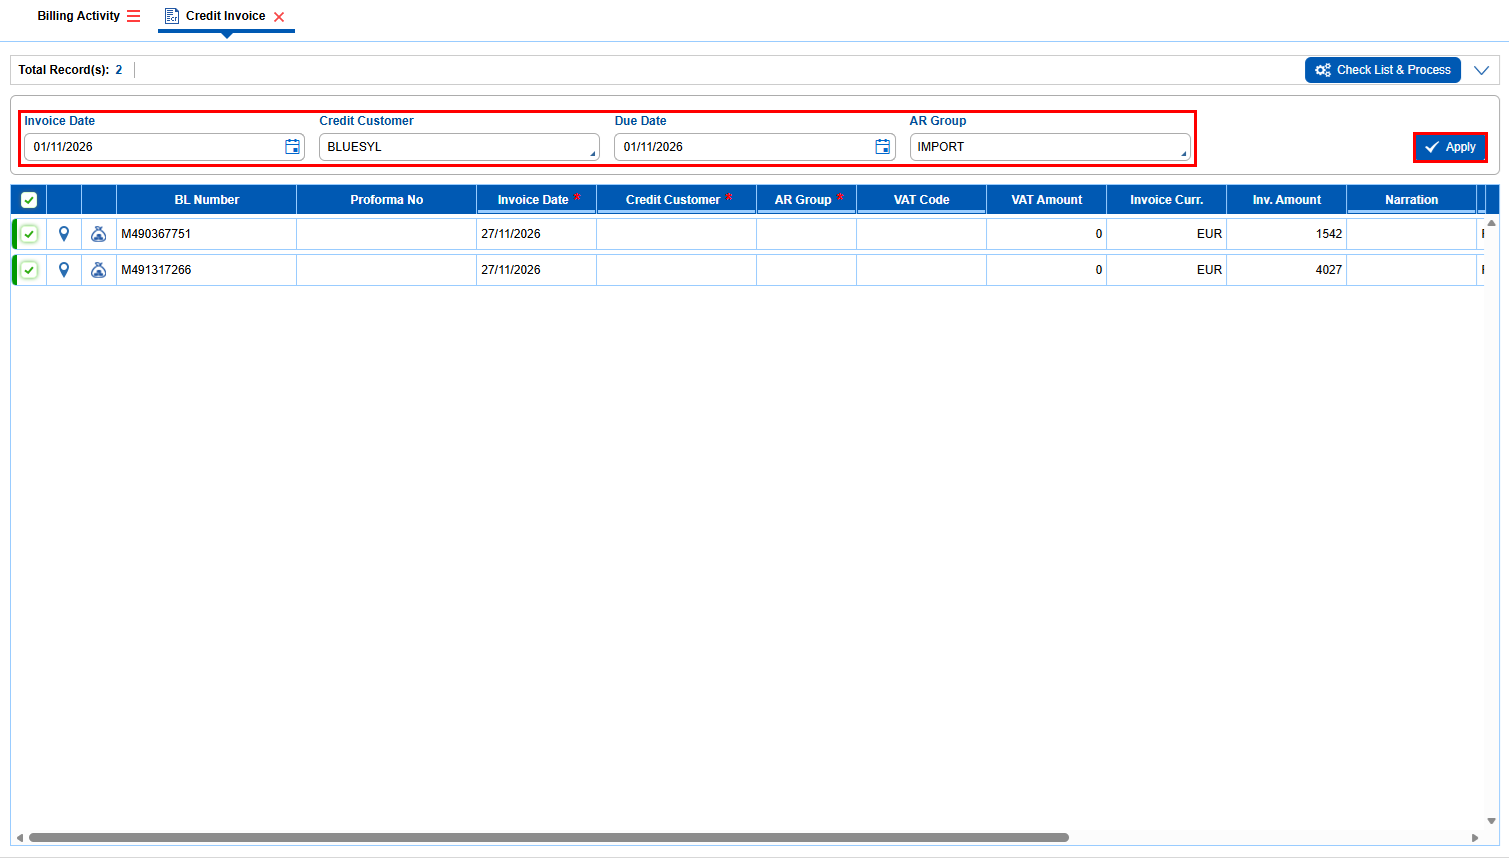 Billing Activity Credit Invoice
Total Record(s): 2 Check List & Process
Invoice Date Credit Customer Due Date AR Group
01/11/2026 BLUESYL 01/11/2026 IMPORT Apply
BL Number Proforma No Invoice Date * Credit Customer * AR Group * VAT Code VAT Amount Invoice Curr. Inv. Amount Narration
M490367751 27/11/2026 0 EUR 1542
M491317266 27/11/2026 0 EUR 4027